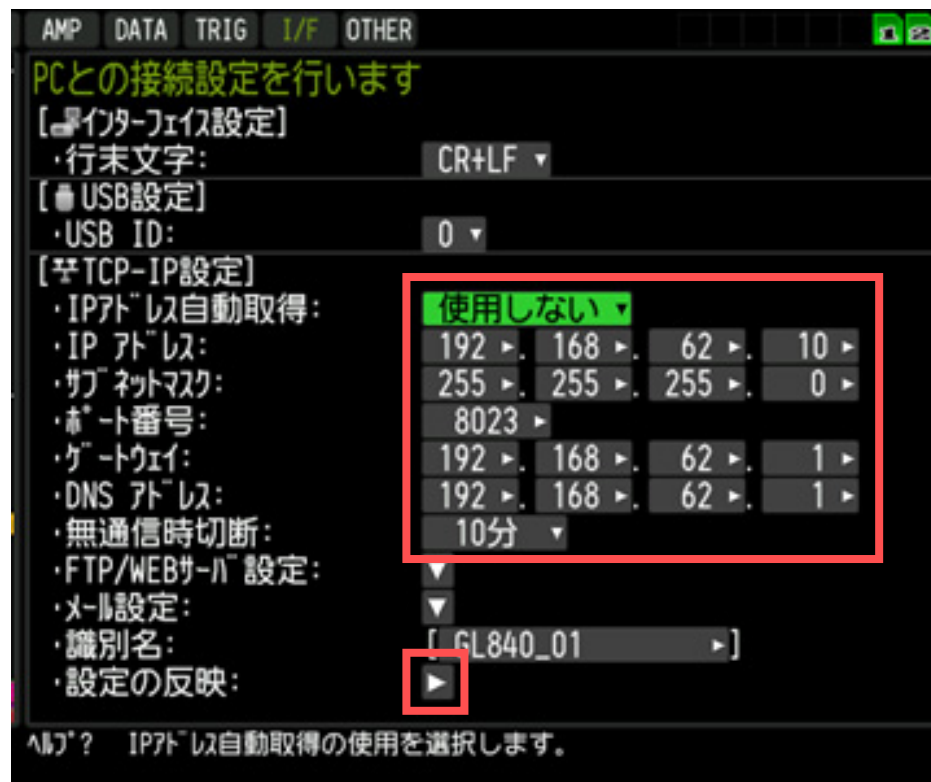 AMP DATA TRIG I/F OTHER 1 2
PCとの接続設定を行います
[インターフェイス設定]
・行末文字: CR+LF ▼
[USB設定]
・USB ID: 0 ▼
[TCP-IP設定]
・IPアドレス自動取得: 使用しない ▼
・IP アドレス: 192 ►. 168 ►. 62 ►. 10 ►
・サブネットマスク: 255 ►. 255 ►. 255 ►. 0 ►
・ポート番号: 8023 ►
・ゲートウェイ: 192 ►. 168 ►. 62 ►. 1 ►
・DNS アドレス: 192 ►. 168 ►. 62 ►. 1 ►
・無通信時切断: 10分 ▼
・FTP/WEBサーバ設定: ▼
・メール設定: ▼
・識別名: [ GL840_01 ►]
・設定の反映: ►
ヘルプ? IPアドレス自動取得の使用を選択します。